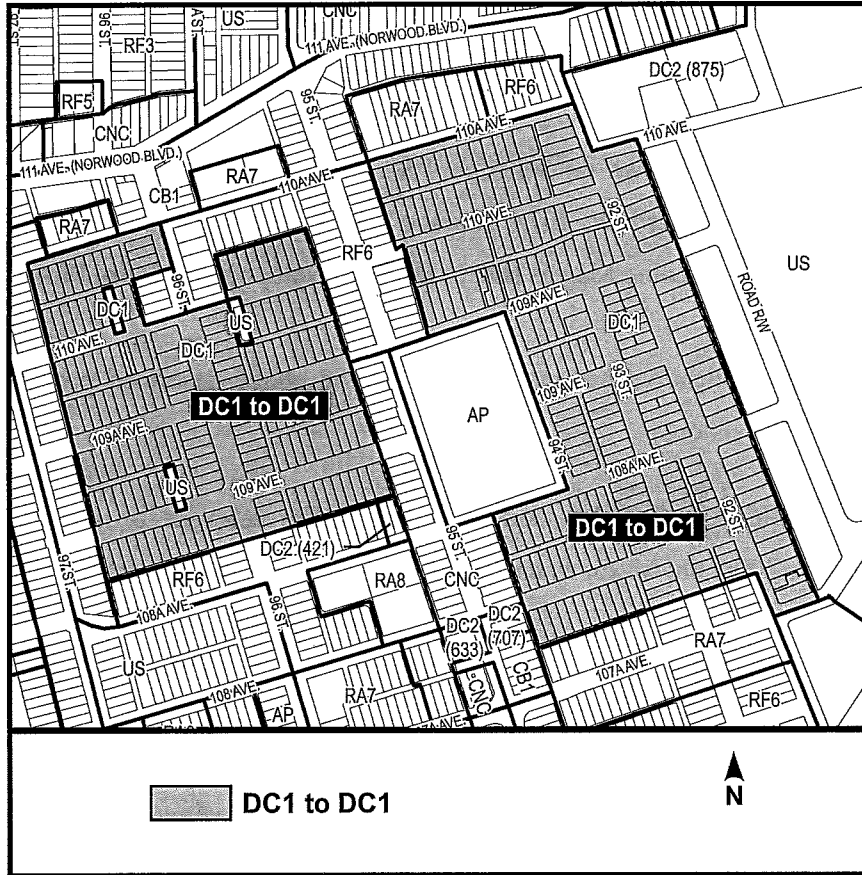 97 ST.
96 ST.
A ST.
US
CNC
111 AVE. (NORWOOD BLVD.)
RF3
RF5
CNC
95 ST.
RA7
RF6
DC2 (875)
111 AVE. (NORWOOD BLVD.)
110A AVE.
110 AVE.
CB1
RA7
110A AVE.
RA7
110 AVE.
92 ST.
RF6
96 ST.
US
ROAD R/W
DC1
US
109A AVE.
DC1
110 AVE.
DC1
93 ST.
DC1 to DC1
AP
109 AVE.
109A AVE.
94 ST.
108A AVE.
US
109 AVE.
DC1 to DC1
92 ST.
DC2 (421)
95 ST.
97 ST.
RF6
RA8
CNC
108A AVE.
96 ST.
DC2
(633)
DC2
(707)
RA7
US
107A AVE.
108 AVE.
RA7
CNC
CB1
AP
RF6
DC1 to DC1
N